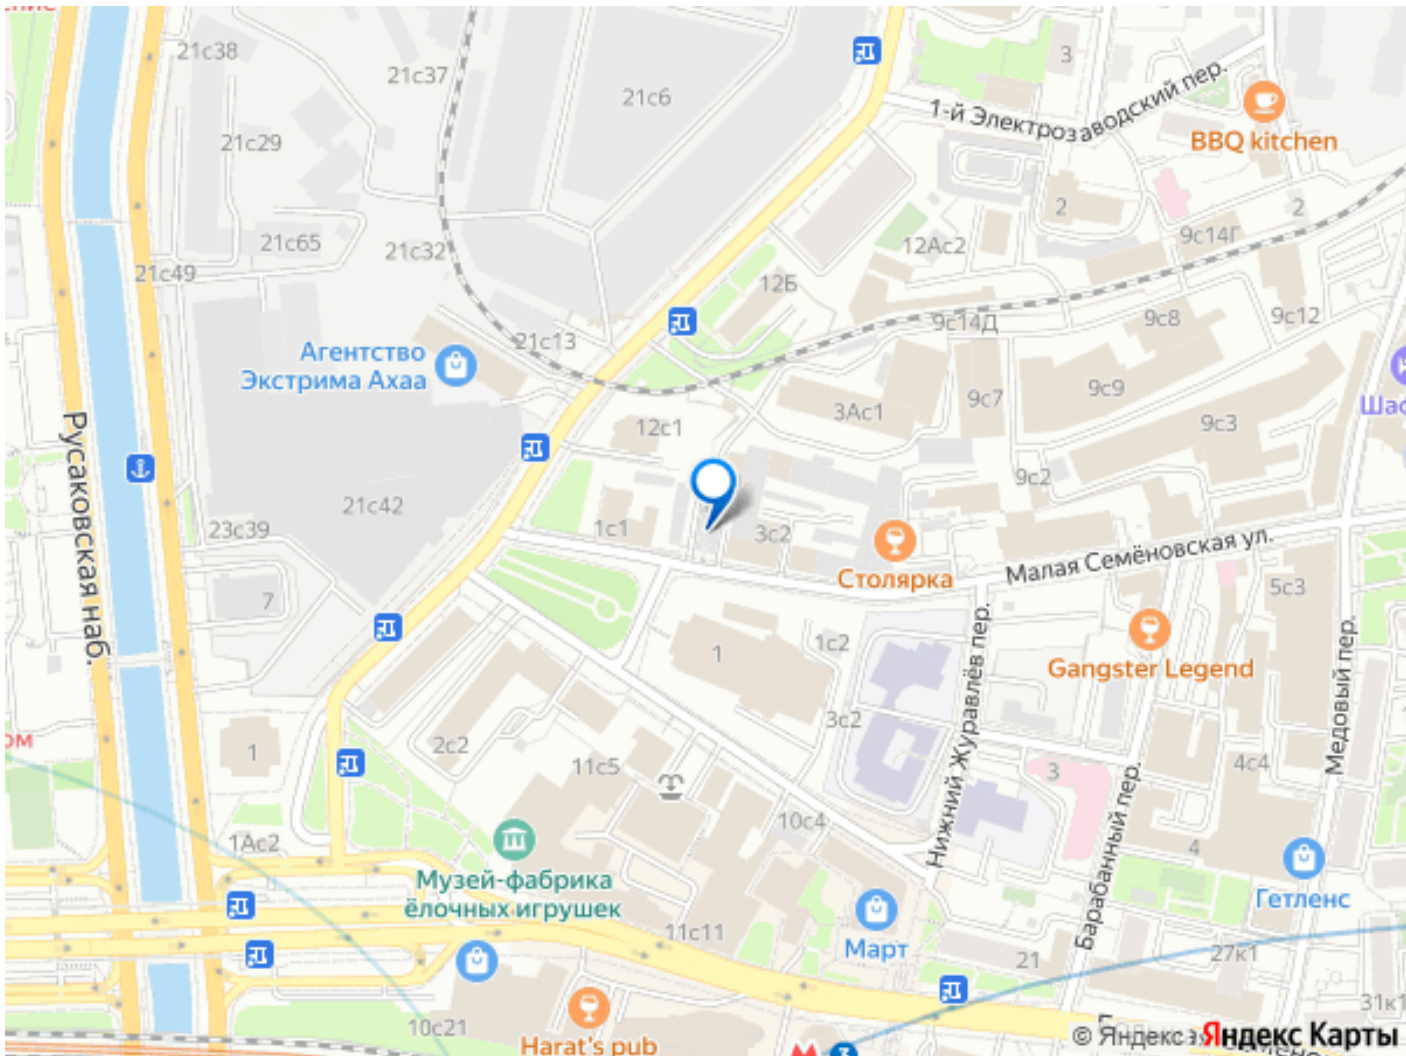 21с38
21с37
21с6
3
1-й Электрозаводский пер.
BBQ kitchen
21с29
2
2
21с65
21с32
12Ас2
9с14Г
21с49
12Б
21с13
9с14Д
9с8
9с12
Агентство
Экстрима Ахаа
9с9
9с7
3Ас1
12с1
9с3
Русаковская наб.
9с2
21с42
23с39
1с1
3с2
Столярка
Малая Семёновская ул.
7
5с3
1с2
1
Gangster Legend
Нижний Журавлёв пер.
Медовый пер.
3с2
1
2с2
11с5
3
4с4
Барабанный пер.
10с4
1Ас2
4
Музей-фабрика
ёлочных игрушек
Гетленс
11с11
Март
21
27к1
31к1
10с21
Harat's pub
3
© Яндекс
Яндекс Карты